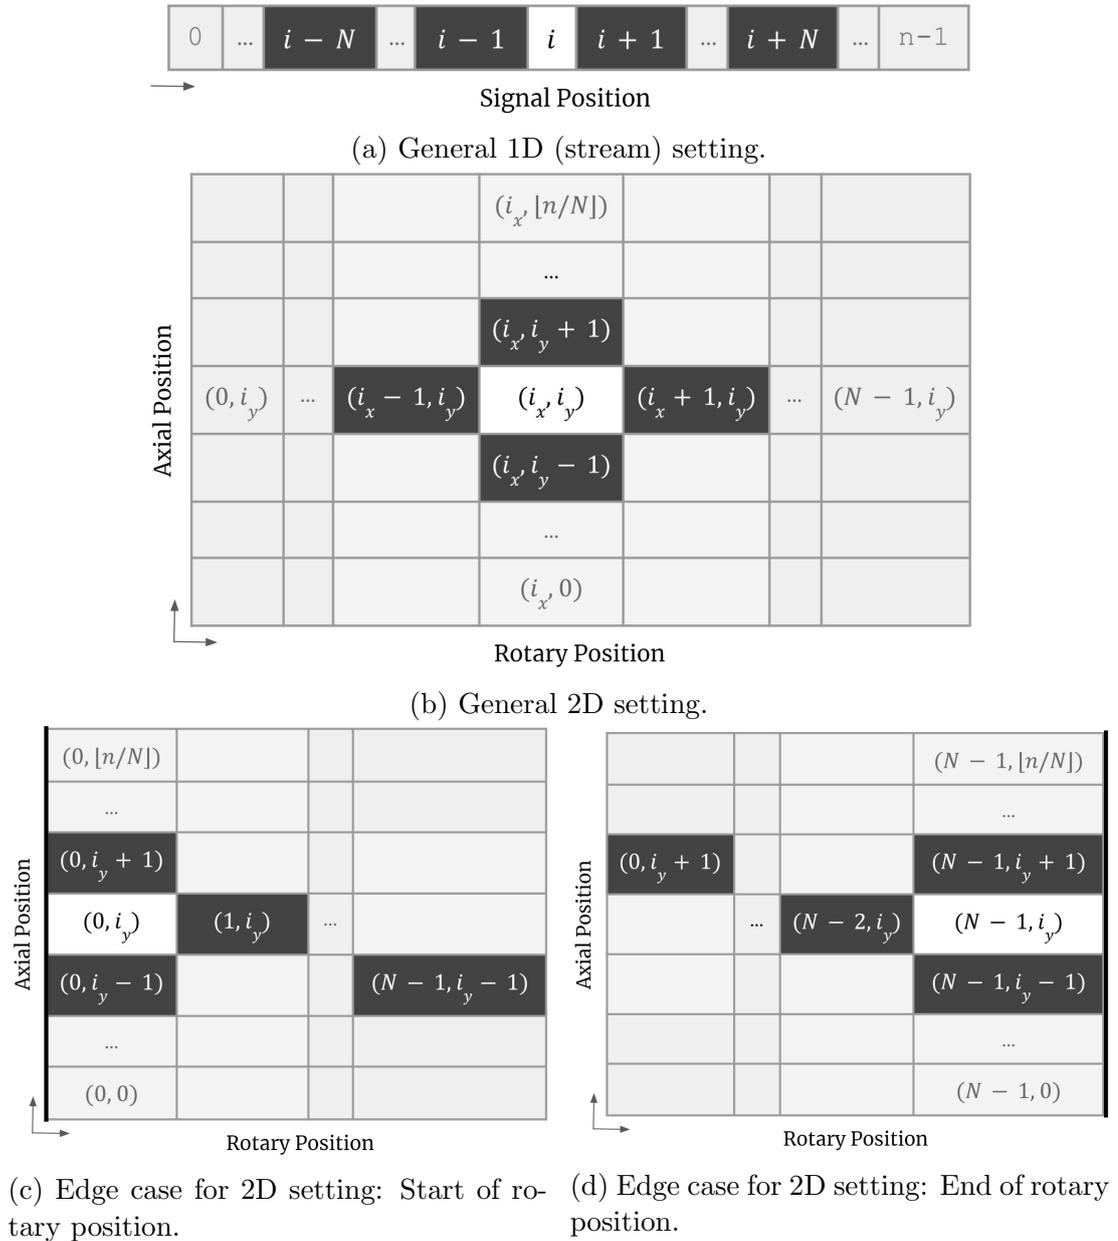 0 ... i − N ... i − 1 i i + 1 ... i + N ... n-1
Signal Position
(a) General 1D (stream) setting.
(i_x, ⌊n/N⌋)
...
(i_x, i_y + 1)
(0, i_y) ... (i_x − 1, i_y) (i_x, i_y) (i_x + 1, i_y) ... (N − 1, i_y)
(i_x, i_y − 1)
...
(i_x, 0)
Axial Position
Rotary Position
(b) General 2D setting.
(0, ⌊n/N⌋)
...
(0, i_y + 1)
(0, i_y) (1, i_y) ...
(0, i_y − 1) (N − 1, i_y − 1)
...
(0, 0)
Axial Position
Rotary Position
(c) Edge case for 2D setting: Start of ro-
tary position.
(N − 1, ⌊n/N⌋)
...
(0, i_y + 1) (N − 1, i_y + 1)
... (N − 2, i_y) (N − 1, i_y)
(N − 1, i_y − 1)
...
(N − 1, 0)
Axial Position
Rotary Position
(d) Edge case for 2D setting: End of rotary
position.